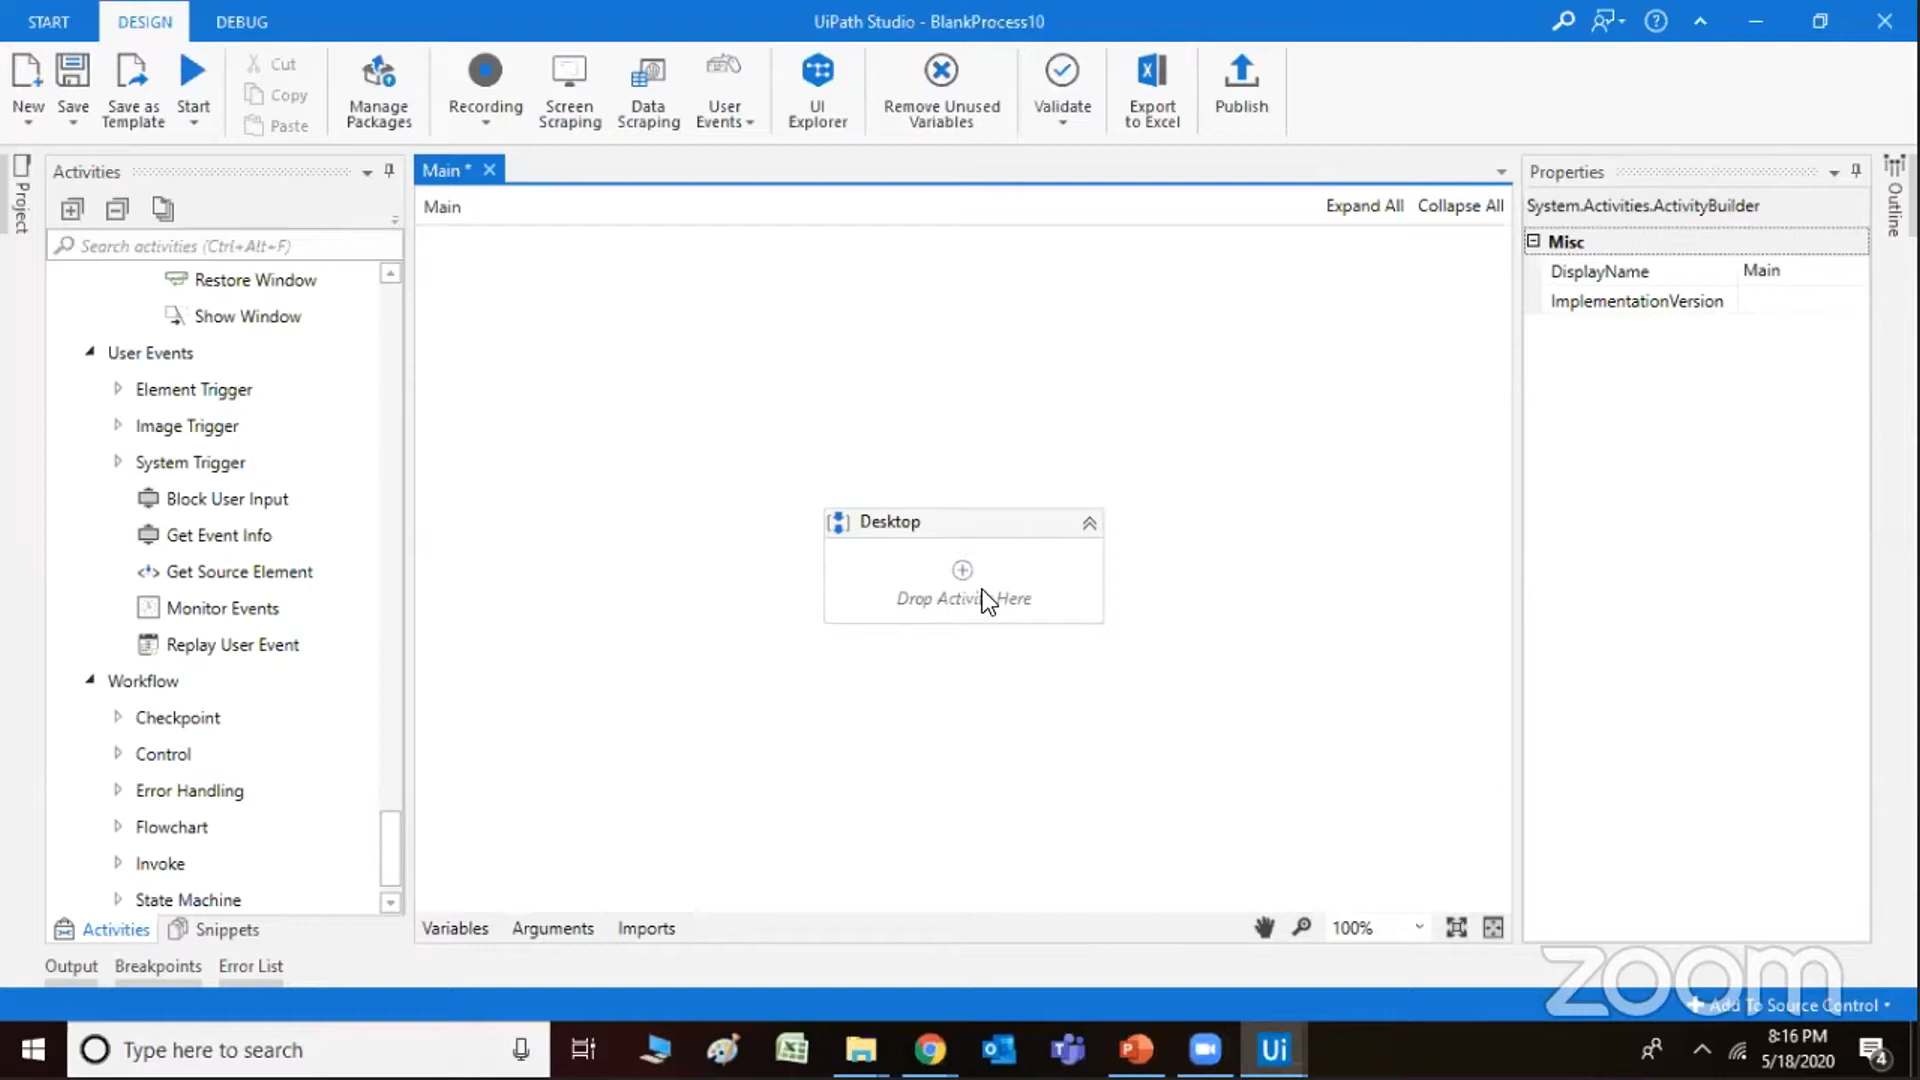 START
DESIGN
DEBUG
UiPath Studio - BlankProcess10
New
Save
Save as
Template
Start
Cut
Copy
Paste
Manage
Packages
Recording
Screen
Scraping
Data
Scraping
User
Events
UI
Explorer
Remove Unused
Variables
Validate
Export
to Excel
Publish
Project
Activities
Search activities (Ctrl+Alt+F)
Restore Window
Show Window
User Events
Element Trigger
Image Trigger
System Trigger
Block User Input
Get Event Info
Get Source Element
Monitor Events
Replay User Event
Workflow
Checkpoint
Control
Error Handling
Flowchart
Invoke
State Machine
Activities
Snippets
Main *
Main
Expand All
Collapse All
Desktop
Drop Activity Here
Variables
Arguments
Imports
100%
Properties
System.Activities.ActivityBuilder
Misc
DisplayName
Main
ImplementationVersion
Outline
Output
Breakpoints
Error List
zoom
Add To Source Control
Type here to search
Ui
8:16 PM
5/18/2020
4